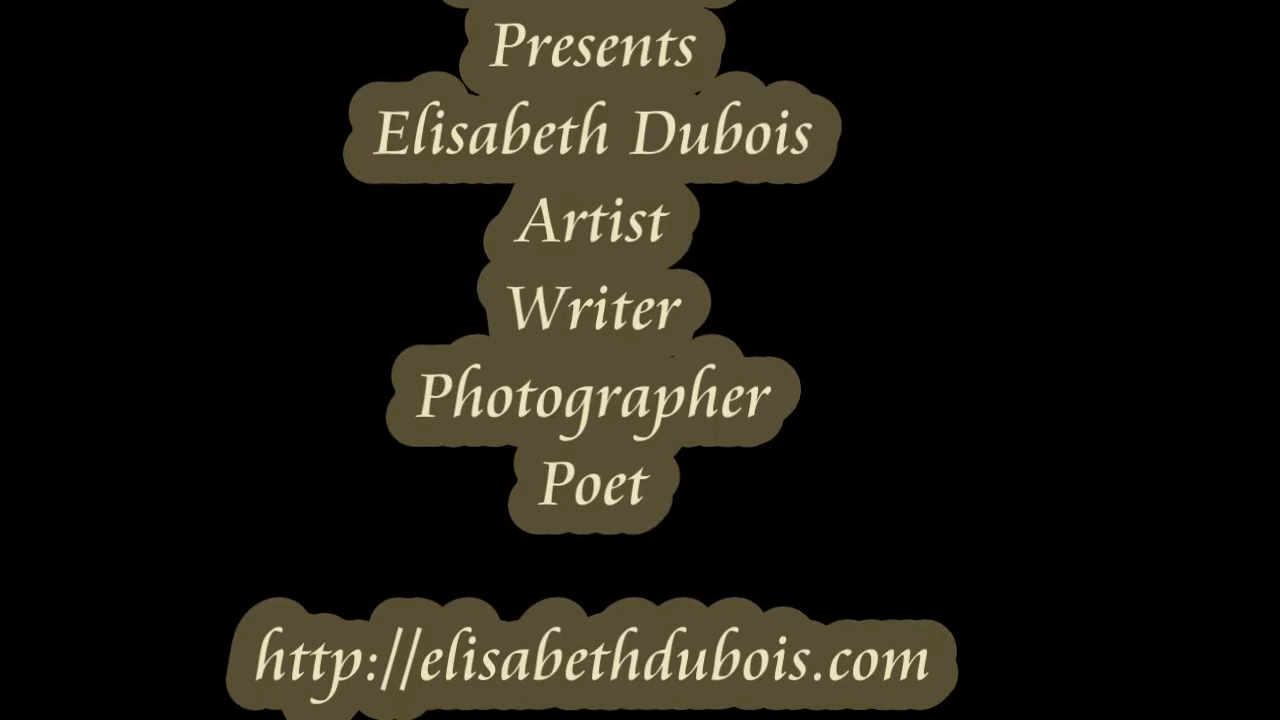 Presents
Elisabeth Dubois
Artist
Writer
Photographer
Poet
http://elisabethdubois.com